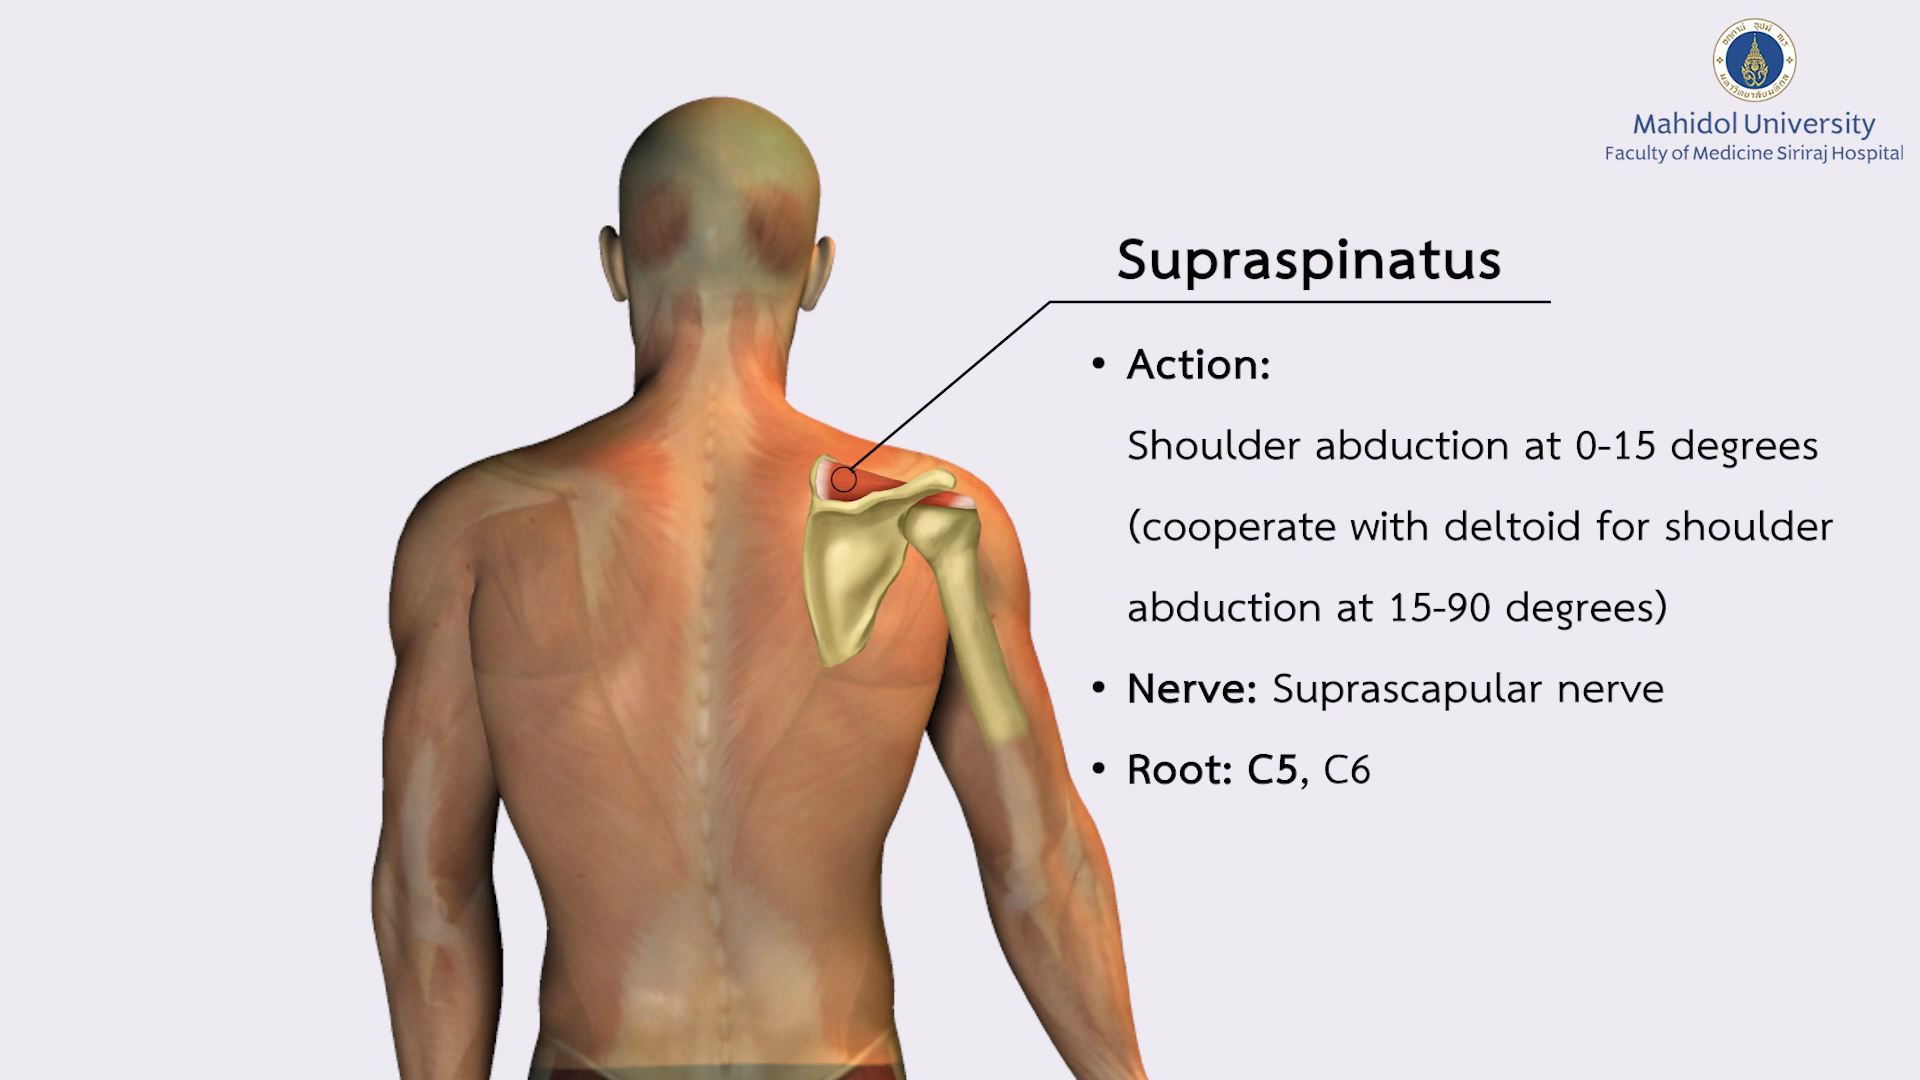 Mahidol University
Faculty of Medicine Siriraj Hospital
Supraspinatus
• Action:
Shoulder abduction at 0-15 degrees
(cooperate with deltoid for shoulder
abduction at 15-90 degrees)
• Nerve: Suprascapular nerve
• Root: C5, C6